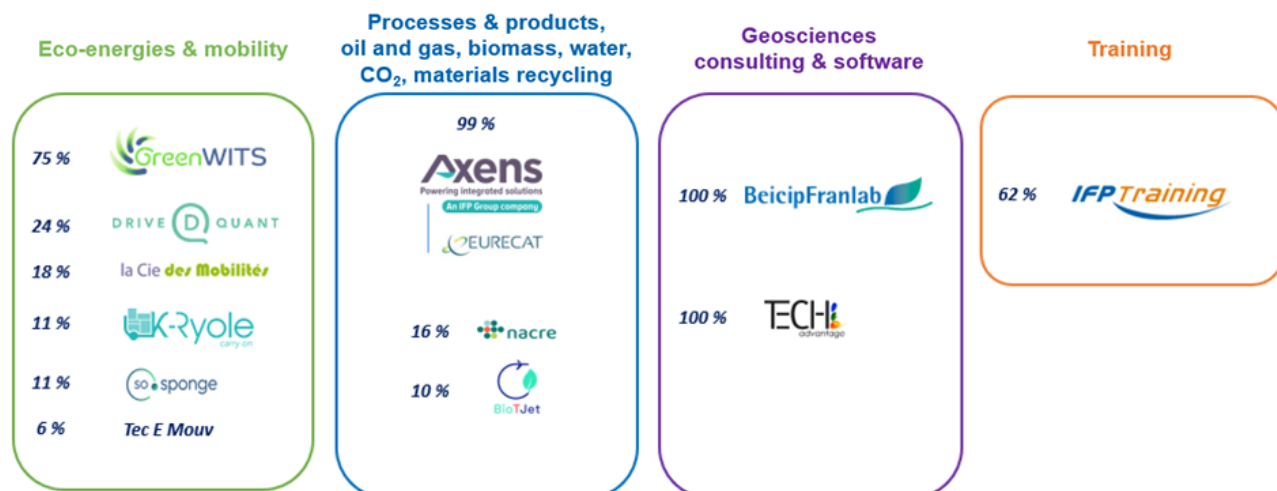 Eco-energies & mobility
75 %
GreenWITS
24 %
DRIVE D QUANT
18 %
la Cie des Mobilités
11 %
K-Ryole
carry on
11 %
so sponge
6 %
Tec E Mouv
Processes & products,
oil and gas, biomass, water,
CO₂, materials recycling
99 %
Axens
Powering integrated solutions
An IFP Group company
EURECAT
16 %
nacre
10 %
BioTJet
Geosciences
consulting & software
100 %
BeicipFranlab
100 %
TECH
advantage
Training
62 %
IFPTraining